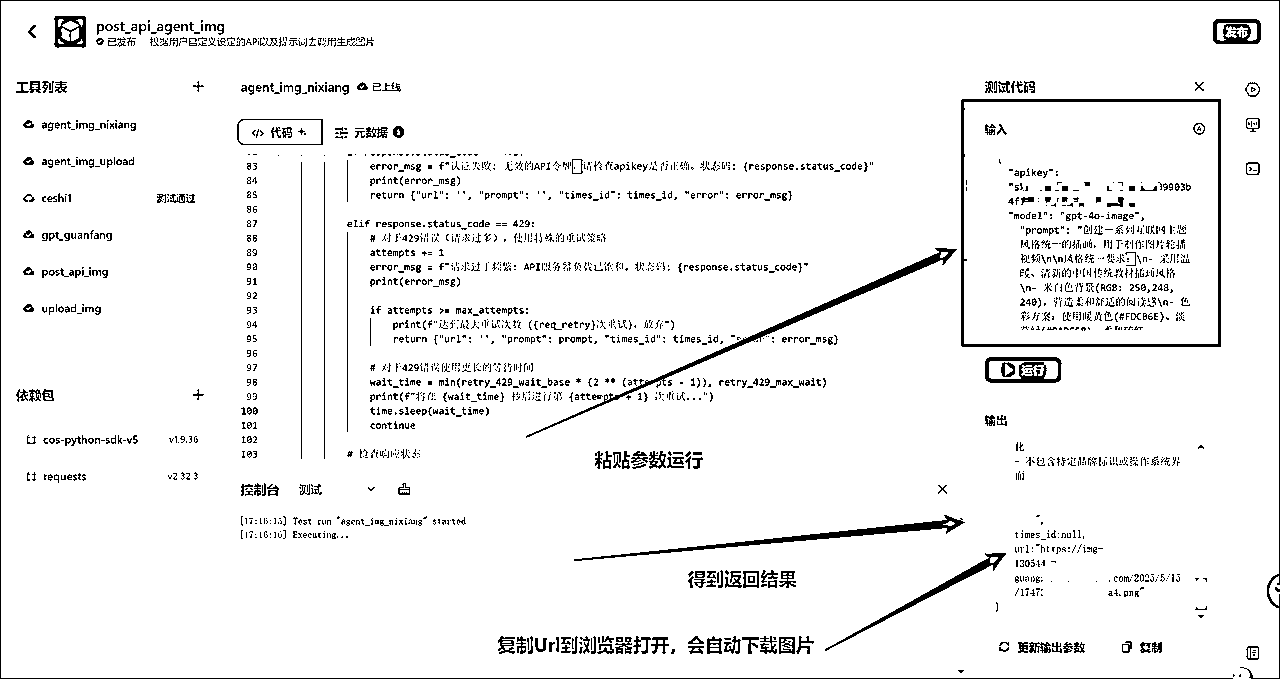 post_api_agent_img
已发布 根据用户自定义设定的API以及提示词去调用生成图片
发布
工具列表
agent_img_nixiang
agent_img_upload
ceshi1 测试通过
gpt_guanfang
post_api_img
upload_img
依赖包
cos-python-sdk-v5 v1.9.36
requests v2.32.3
agent_img_nixiang 已上线
代码
元数据
83 error_msg = f"认证失败: 无效的API令牌,请检查apikey是否正确。状态码: {response.status_code}"
84 print(error_msg)
85 return {"url": '', "prompt": '', "times_id": times_id, "error": error_msg}
86
87 elif response.status_code == 429:
88 # 对于429错误（请求过多），使用特殊的重试策略
89 attempts += 1
90 error_msg = f"请求过于频繁: API服务器负载已饱和。状态码: {response.status_code}"
91 print(error_msg)
92
93 if attempts >= max_attempts:
94 print(f"达到最大重试次数 ({req_retry}次重试)，放弃")
95 return {"url": '', "prompt": prompt, "times_id": times_id, "error": error_msg}
96
97 # 对于429错误使用更长的等待时间
98 wait_time = min(retry_429_wait_base * (2 ** (attempts - 1)), retry_429_max_wait)
99 print(f"将在 {wait_time} 秒后进行第 {attempts + 1} 次重试...")
100 time.sleep(wait_time)
101 continue
102
103 # 检查响应状态
控制台 测试
[17:16:15] Test run "agent_img_nixiang" started
[17:16:16] Executing...
测试代码
输入
{
"apikey":
"model": "gpt-4o-image",
"prompt": "创建一系列互联网主题
风格统一的插画，用于制作图片轮播
视频\n\n风格统一要求：\n- 采用温
暖、清新的中国传统教材插画风格
\n- 米白色背景(RGB: 250,248,
240)，营造柔和舒适的阅读感\n- 色
彩方案：使用暖黄色(#FDCB6E)、淡
运行
输出
化
- 不包含特定品牌标识或操作系统界
面
",
times_id:null,
url:"https://img-
130544
guang .com/2025/5/15
/1747 a4.png"
}
更新输出参数
复制
粘贴参数运行
得到返回结果
复制Url到浏览器打开，会自动下载图片